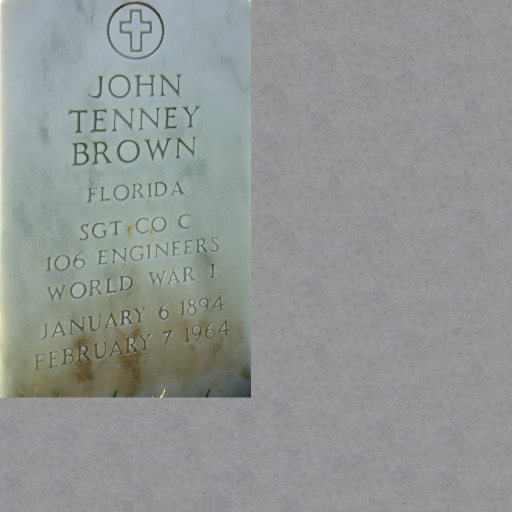 JOHN
TENNEY
BROWN
FLORIDA
SGT CO C
106 ENGINEERS
WORLD WAR I
JANUARY 6 1894
FEBRUARY 7 1964